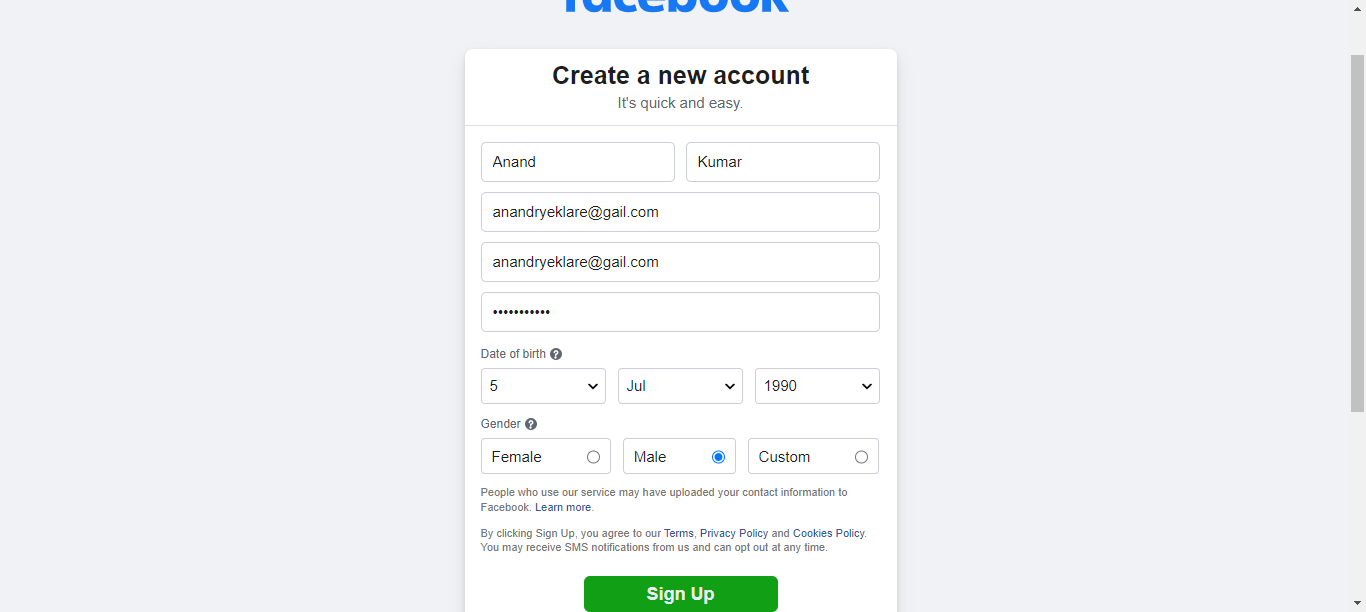 facebook
Create a new account
It's quick and easy.
Anand Kumar
anandryeklare@gail.com
anandryeklare@gail.com
•••••••••••
Date of birth ?
5 Jul 1990
Gender ?
Female Male Custom
People who use our service may have uploaded your contact information to
Facebook. Learn more.
By clicking Sign Up, you agree to our Terms, Privacy Policy and Cookies Policy.
You may receive SMS notifications from us and can opt out at any time.
Sign Up